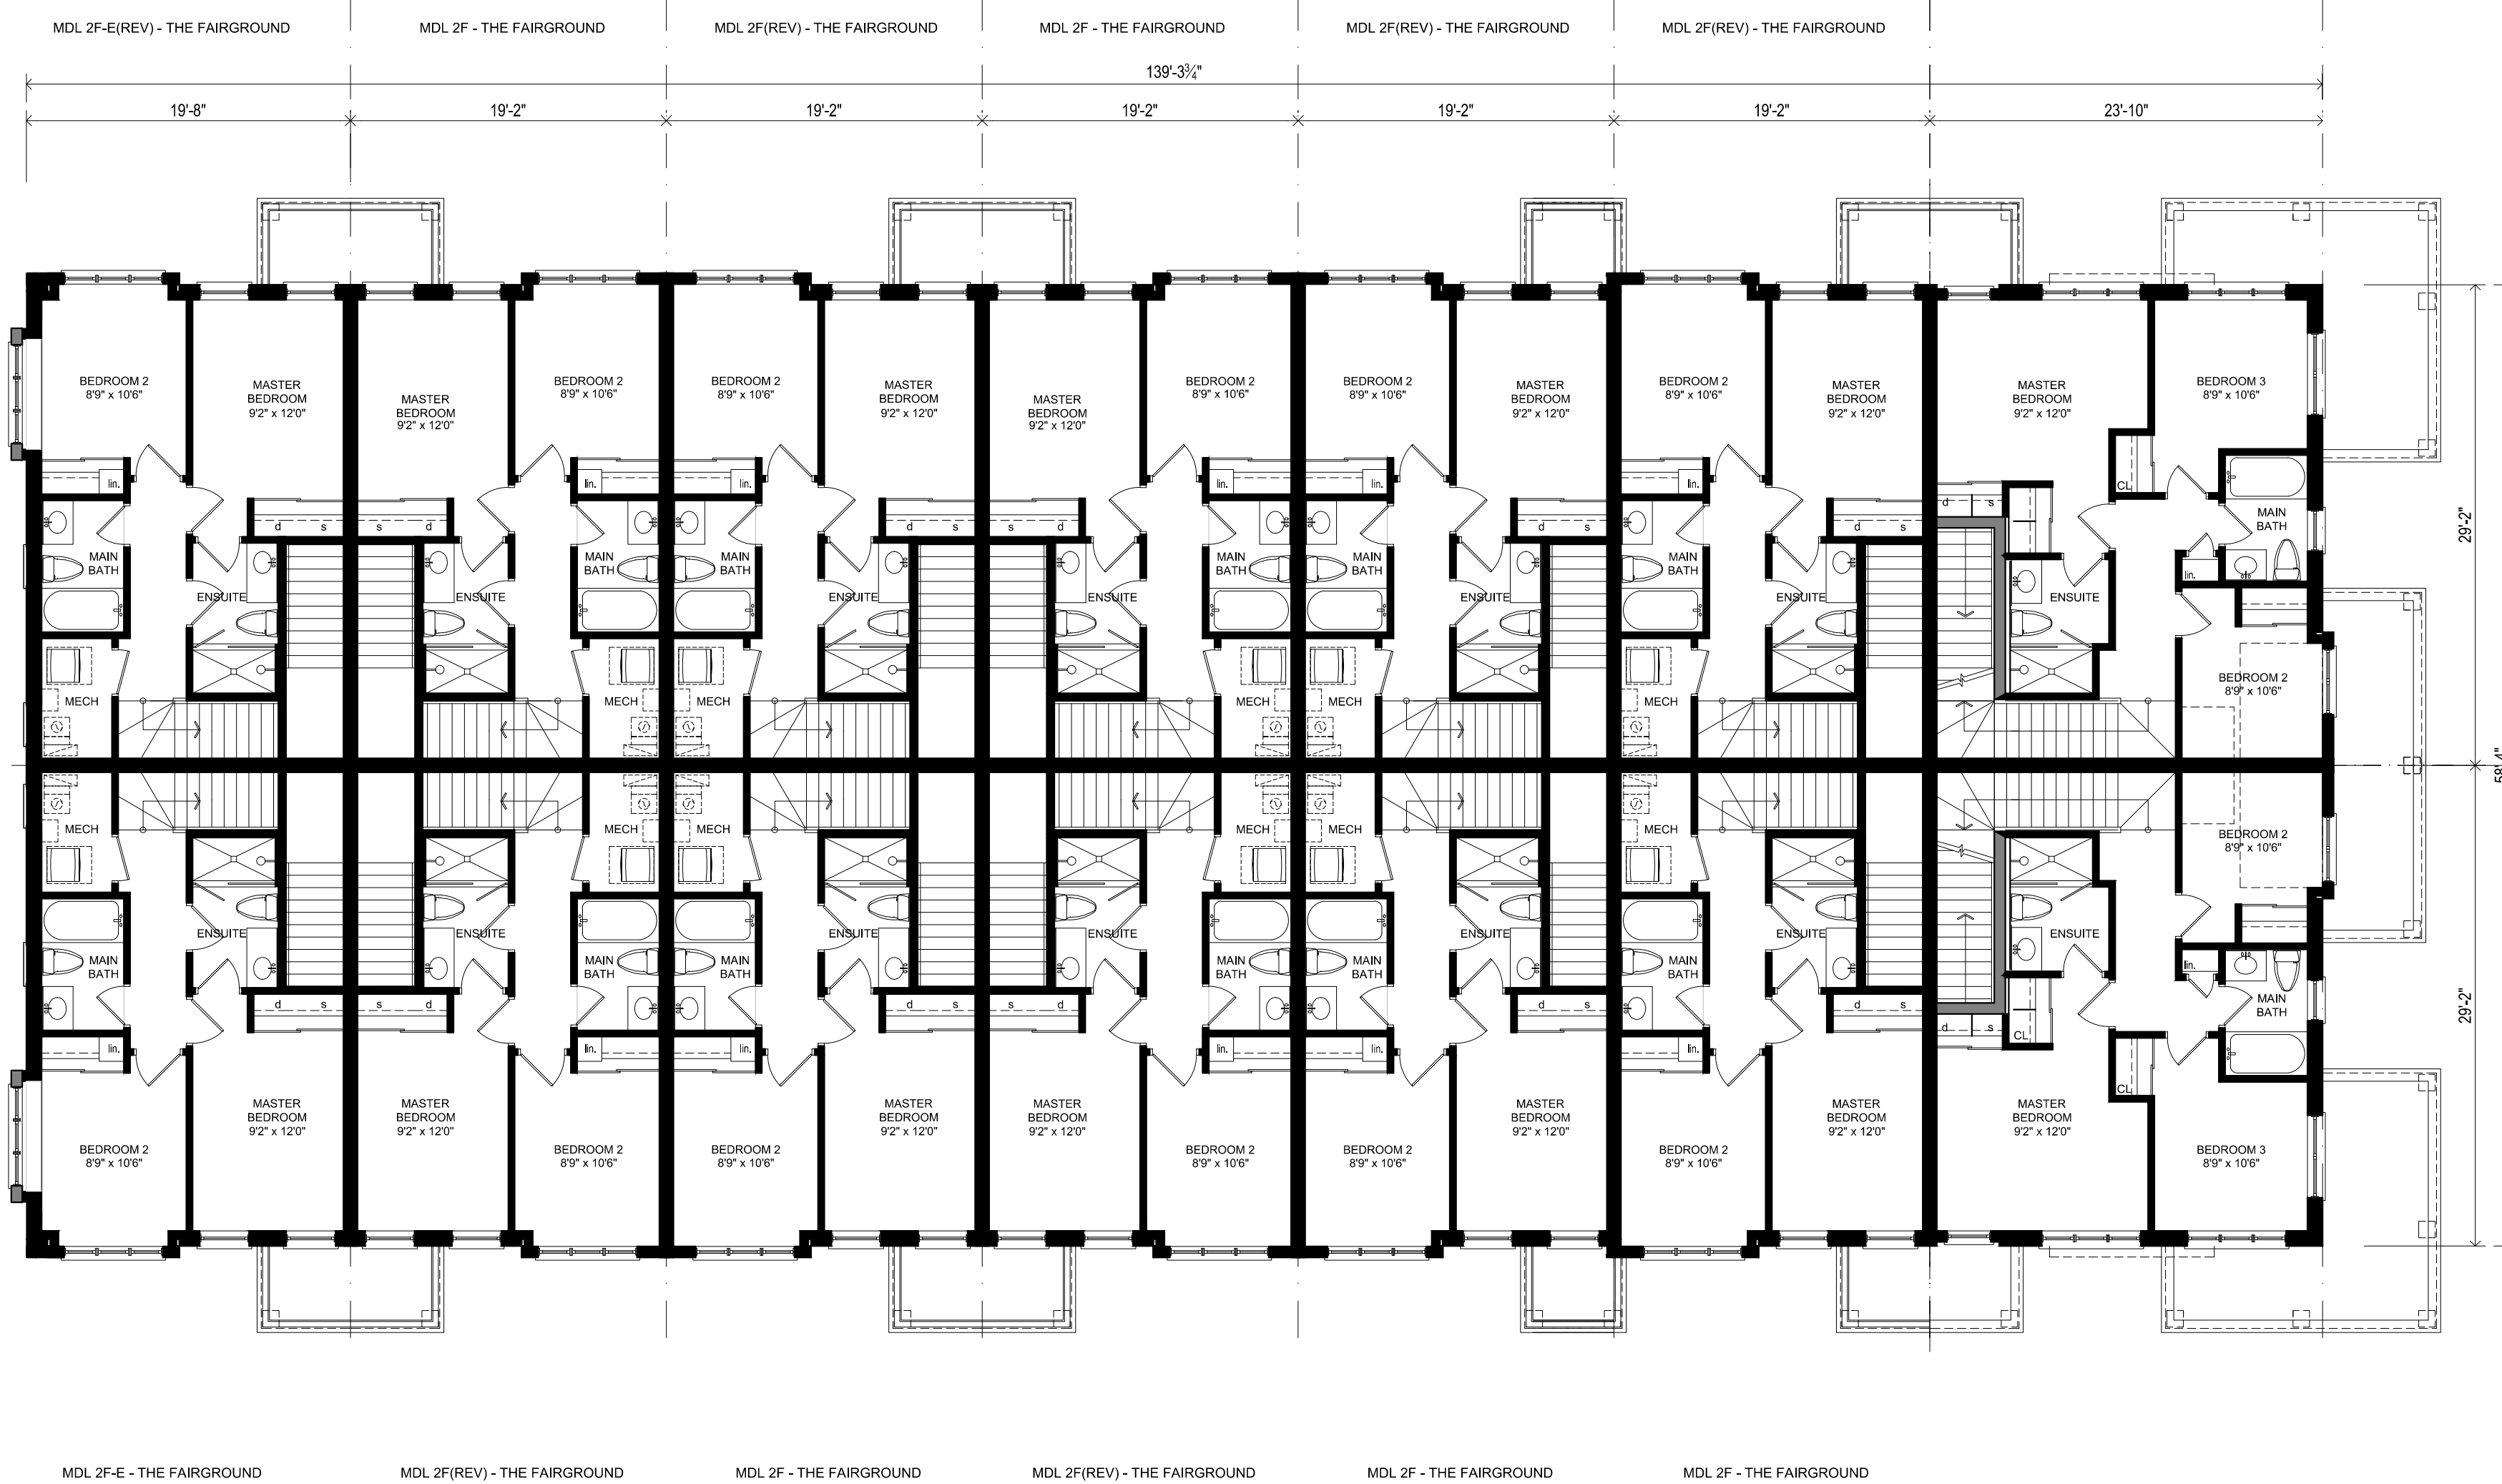 MDL 2F-E(REV) - THE FAIRGROUND
MDL 2F - THE FAIRGROUND
MDL 2F(REV) - THE FAIRGROUND
MDL 2F - THE FAIRGROUND
MDL 2F(REV) - THE FAIRGROUND
MDL 2F(REV) - THE FAIRGROUND
139'-3¾"
19'-8"
19'-2"
19'-2"
19'-2"
19'-2"
19'-2"
23'-10"
BEDROOM 2
8'9" x 10'6"
MASTER
BEDROOM
9'2" x 12'0"
MASTER
BEDROOM
9'2" x 12'0"
BEDROOM 2
8'9" x 10'6"
BEDROOM 2
8'9" x 10'6"
MASTER
BEDROOM
9'2" x 12'0"
MASTER
BEDROOM
9'2" x 12'0"
BEDROOM 2
8'9" x 10'6"
BEDROOM 2
8'9" x 10'6"
MASTER
BEDROOM
9'2" x 12'0"
BEDROOM 2
8'9" x 10'6"
MASTER
BEDROOM
9'2" x 12'0"
MASTER
BEDROOM
9'2" x 12'0"
BEDROOM 3
8'9" x 10'6"
lin.
lin.
lin.
lin.
lin.
lin.
CL
d s
s d
d s
s d
d s
d s
d s
MAIN
BATH
MAIN
BATH
MAIN
BATH
MAIN
BATH
MAIN
BATH
MAIN
BATH
MAIN
BATH
lin.
ENSUITE
ENSUITE
ENSUITE
ENSUITE
ENSUITE
ENSUITE
ENSUITE
29'-2"
BEDROOM 2
8'9" x 10'6"
MECH
MECH
MECH
MECH
MECH
MECH
58'-4"
MECH
MECH
MECH
MECH
MECH
MECH
BEDROOM 2
8'9" x 10'6"
ENSUITE
ENSUITE
ENSUITE
ENSUITE
ENSUITE
ENSUITE
ENSUITE
MAIN
BATH
MAIN
BATH
MAIN
BATH
MAIN
BATH
MAIN
BATH
MAIN
BATH
lin.
MAIN
BATH
29'-2"
d s
s d
d s
s d
d s
d s
d s
CL
lin.
lin.
lin.
lin.
lin.
lin.
CL
MASTER
BEDROOM
9'2" x 12'0"
MASTER
BEDROOM
9'2" x 12'0"
MASTER
BEDROOM
9'2" x 12'0"
MASTER
BEDROOM
9'2" x 12'0"
MASTER
BEDROOM
9'2" x 12'0"
MASTER
BEDROOM
9'2" x 12'0"
MASTER
BEDROOM
9'2" x 12'0"
BEDROOM 2
8'9" x 10'6"
BEDROOM 2
8'9" x 10'6"
BEDROOM 2
8'9" x 10'6"
BEDROOM 2
8'9" x 10'6"
BEDROOM 2
8'9" x 10'6"
BEDROOM 2
8'9" x 10'6"
BEDROOM 3
8'9" x 10'6"
MDL 2F-E - THE FAIRGROUND
MDL 2F(REV) - THE FAIRGROUND
MDL 2F - THE FAIRGROUND
MDL 2F(REV) - THE FAIRGROUND
MDL 2F - THE FAIRGROUND
MDL 2F - THE FAIRGROUND